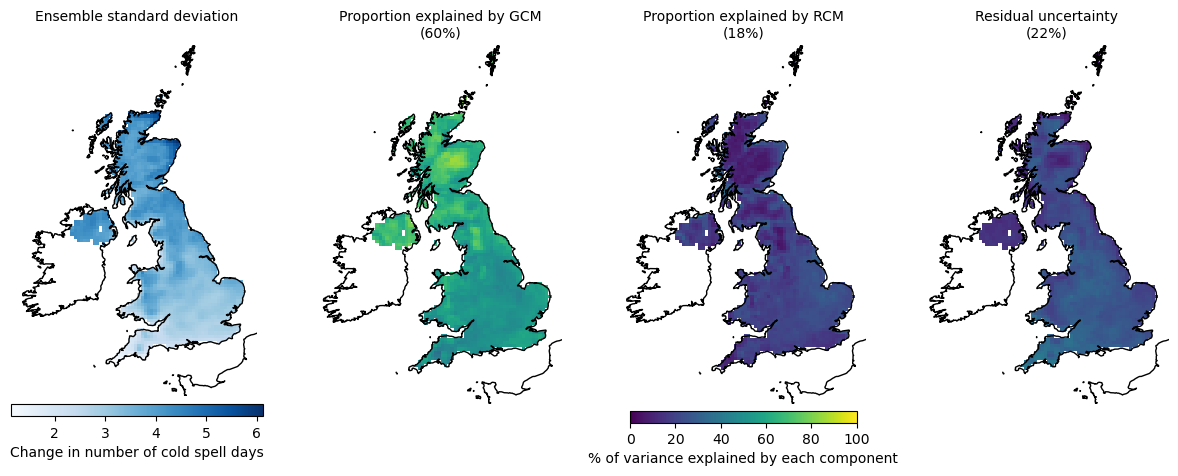 Ensemble standard deviation
Proportion explained by GCM
(60%)
Proportion explained by RCM
(18%)
Residual uncertainty
(22%)
2 3 4 5 6
Change in number of cold spell days
0 20 40 60 80 100
% of variance explained by each component